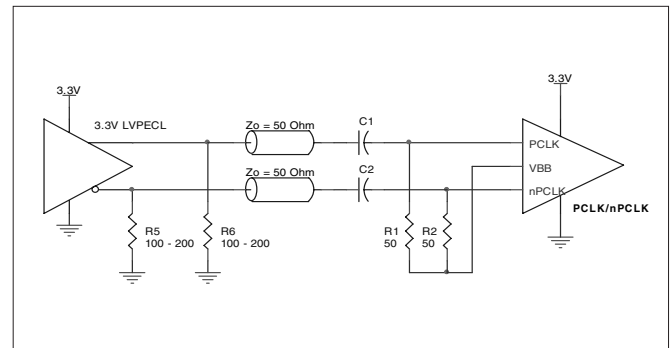 3.3V
3.3V
3.3V LVPECL
Zo = 50 Ohm
C1
PCLK
Zo = 50 Ohm
C2
VBB
nPCLK
PCLK/nPCLK
R5
100 - 200
R6
100 - 200
R1
50
R2
50